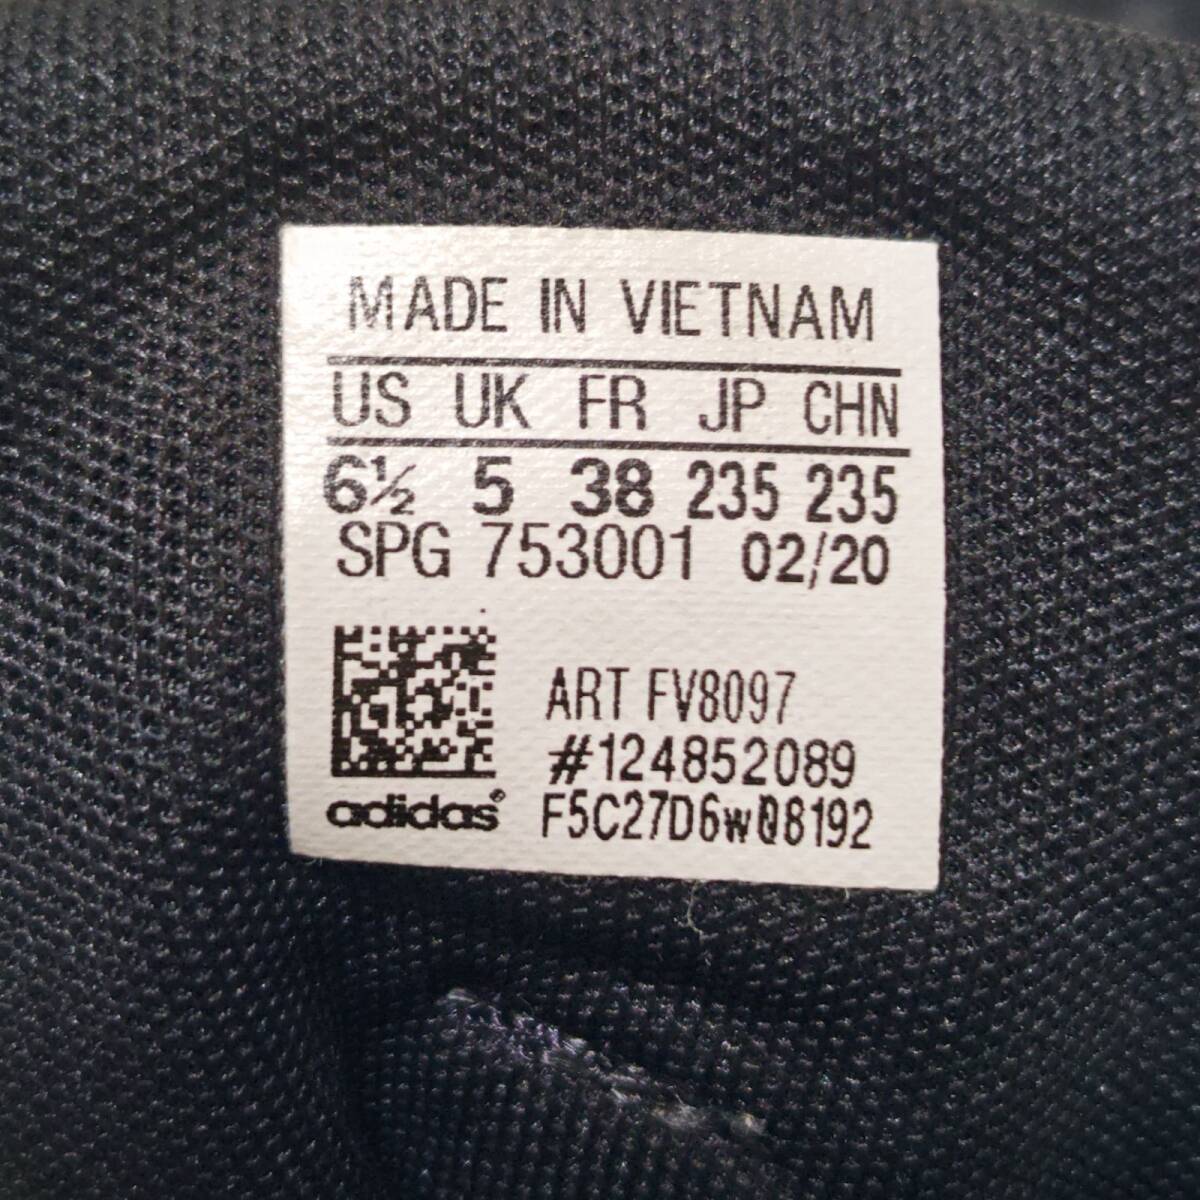 MADE IN VIETNAM
US UK FR JP CHN
6½ 5 38 235 235
SPG 753001 02/20
ART FV8097
#124852089
adidas® F5C27D6wQ8192